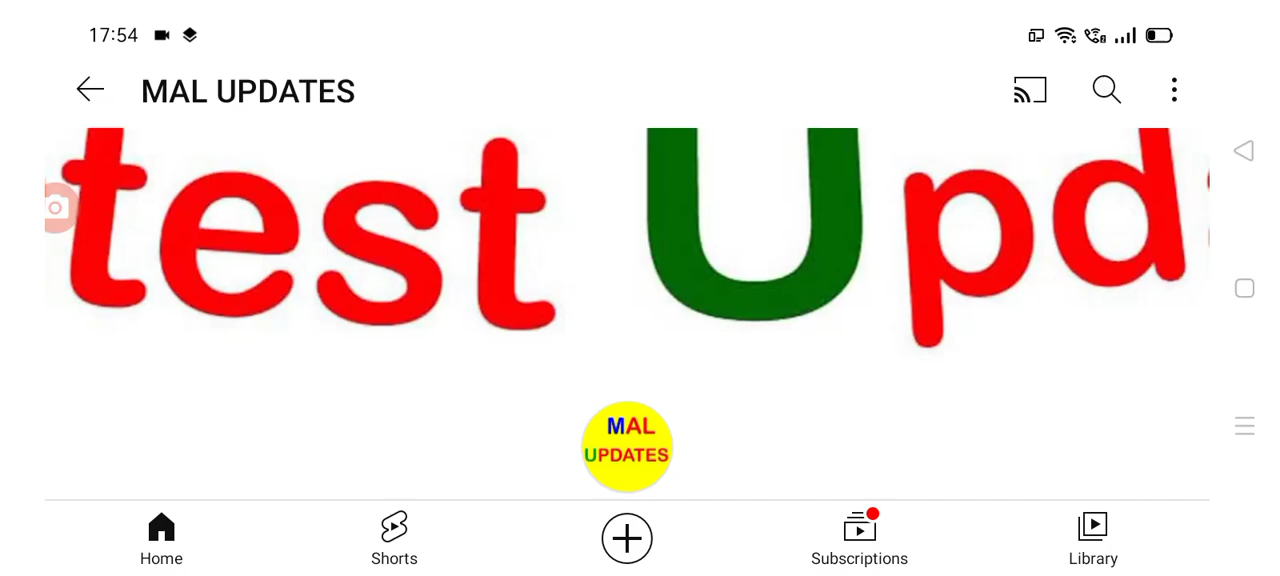 17:54
MAL UPDATES
test Upd
MAL
UPDATES
Home
Shorts
Subscriptions
Library